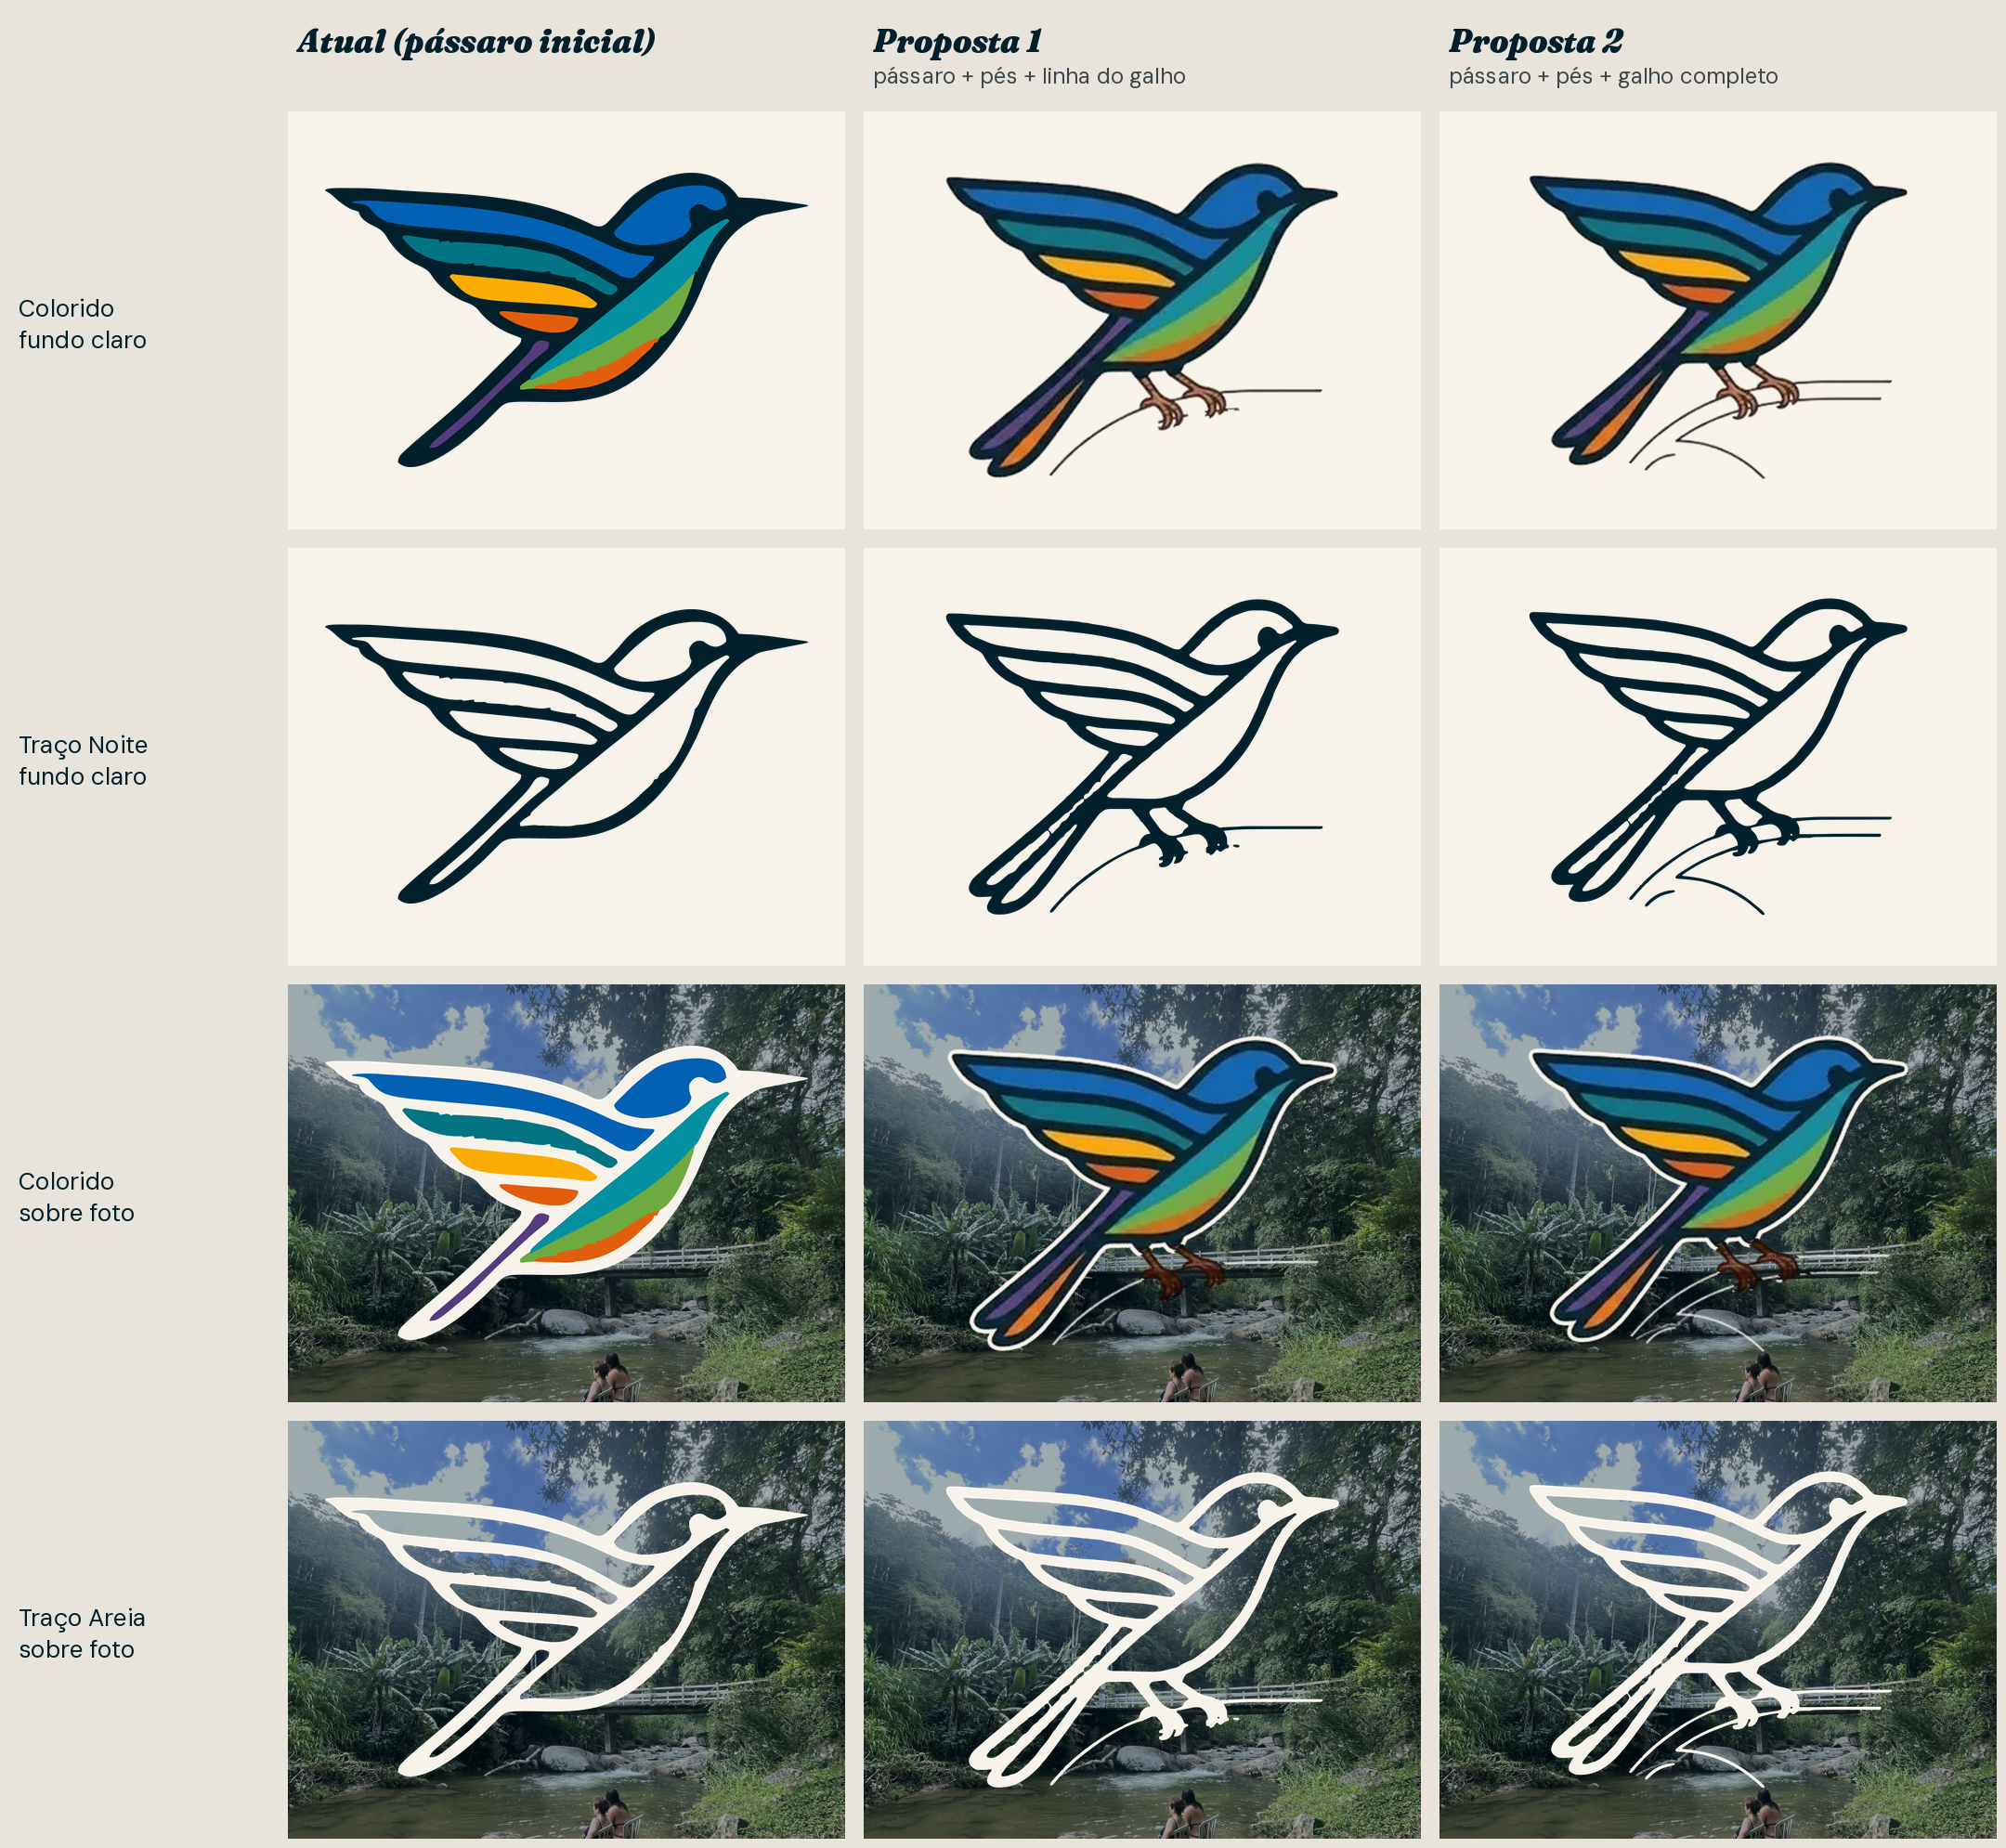 Atual (pássaro inicial)
Proposta 1
pássaro + pés + linha do galho
Proposta 2
pássaro + pés + galho completo
Colorido
fundo claro
Traço Noite
fundo claro
Colorido
sobre foto
Traço Areia
sobre foto